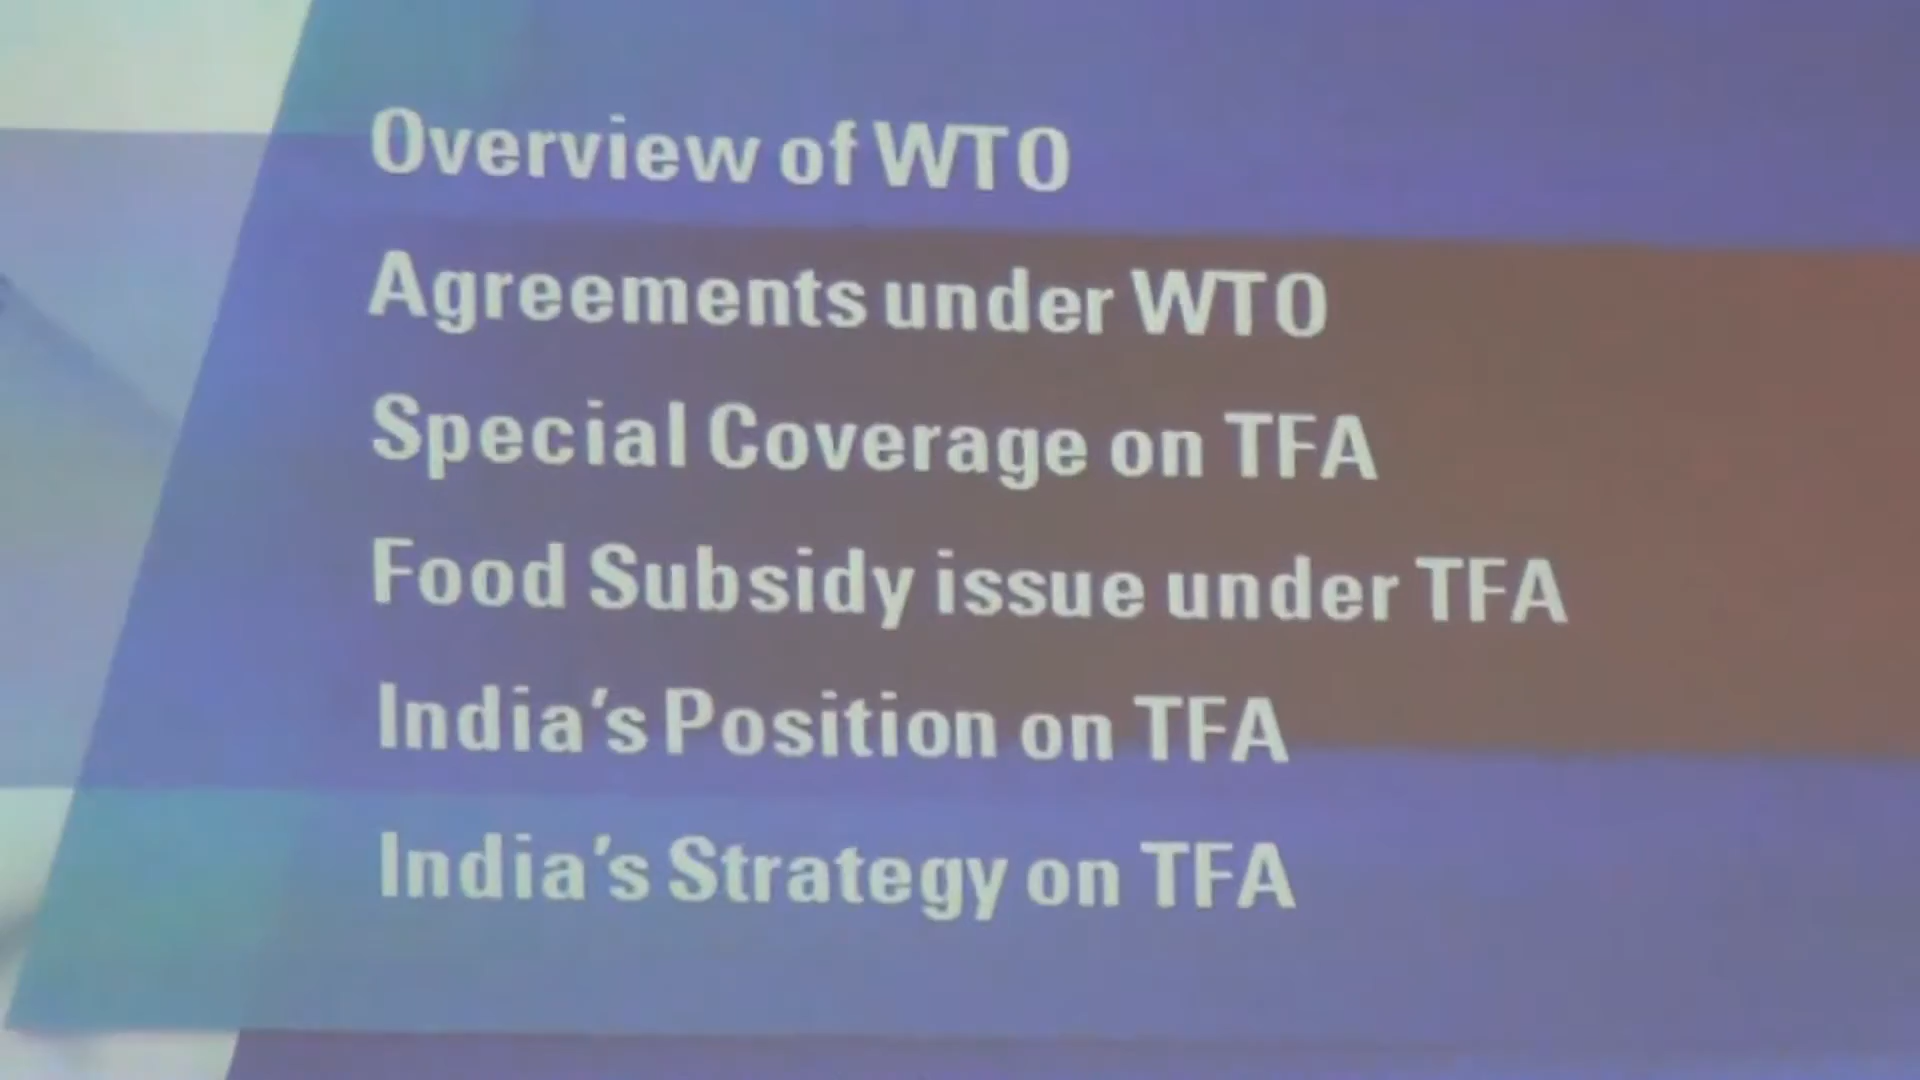 Overview of WTO
Agreements under WTO
Special Coverage on TFA
Food Subsidy issue under TFA
India's Position on TFA
India's Strategy on TFA